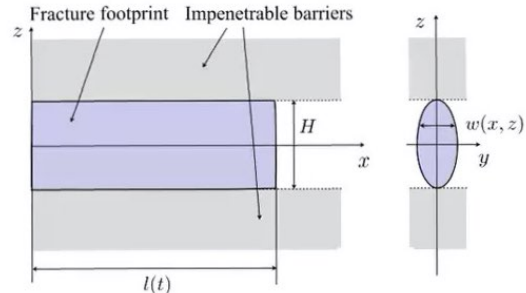 Fracture footprint Impenetrable barriers
z
z
H
w(x, z)
x
y
l(t)